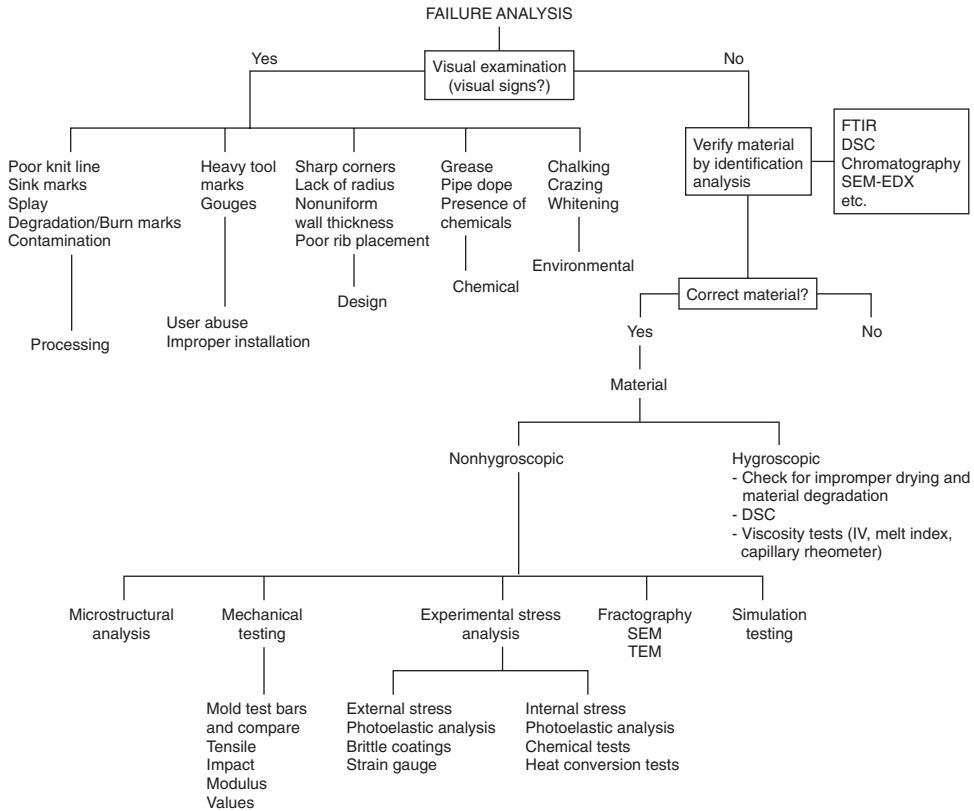 FAILURE ANALYSIS
Yes
Visual examination
(visual signs?)
No
Poor knit line
Sink marks
Splay
Degradation/Burn marks
Contamination
Processing
Heavy tool
marks
Gouges
User abuse
Improper installation
Sharp corners
Lack of radius
Nonuniform
wall thickness
Poor rib placement
Design
Grease
Pipe dope
Presence of
chemicals
Chemical
Chalking
Crazing
Whitening
Environmental
Verify material
by identification
analysis
FTIR
DSC
Chromatography
SEM-EDX
etc.
Correct material?
Yes
No
Material
Nonhygroscopic
Hygroscopic
- Check for impromper drying and
material degradation
- DSC
- Viscosity tests (IV, melt index,
capillary rheometer)
Microstructural
analysis
Mechanical
testing
Mold test bars
and compare
Tensile
Impact
Modulus
Values
Experimental stress
analysis
External stress
Photoelastic analysis
Brittle coatings
Strain gauge
Internal stress
Photoelastic analysis
Chemical tests
Heat conversion tests
Fractography
SEM
TEM
Simulation
testing